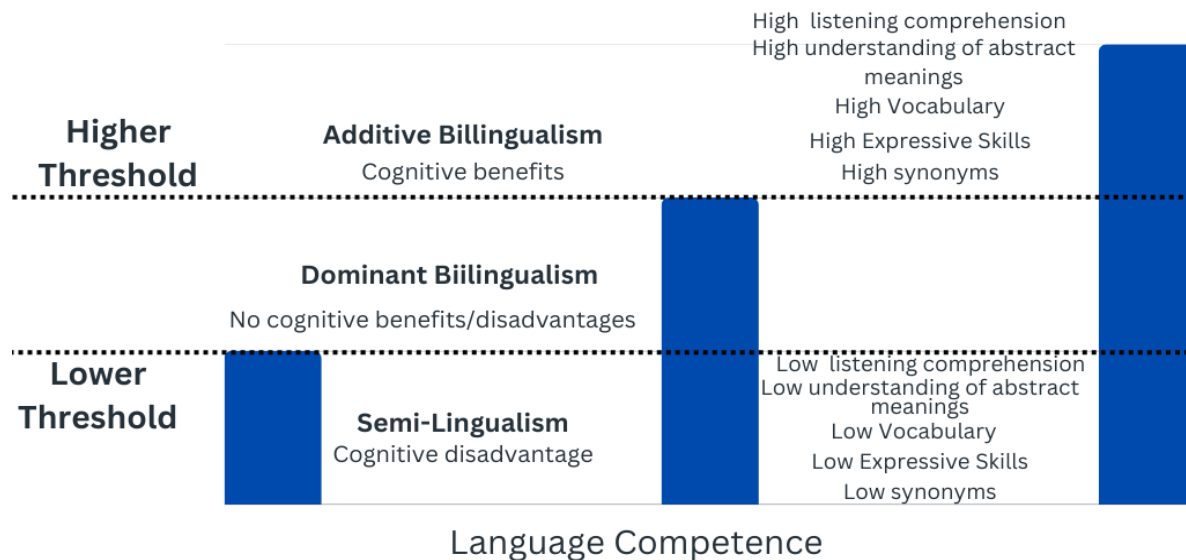 High listening comprehension
High understanding of abstract
meanings
High Vocabulary
High Expressive Skills
High synonyms
Higher
Threshold
Additive Billingualism
Cognitive benefits
Dominant Biilingualism
No cognitive benefits/disadvantages
Lower
Threshold
Semi-Lingualism
Cognitive disadvantage
Low listening comprehension
Low understanding of abstract
meanings
Low Vocabulary
Low Expressive Skills
Low synonyms
Language Competence